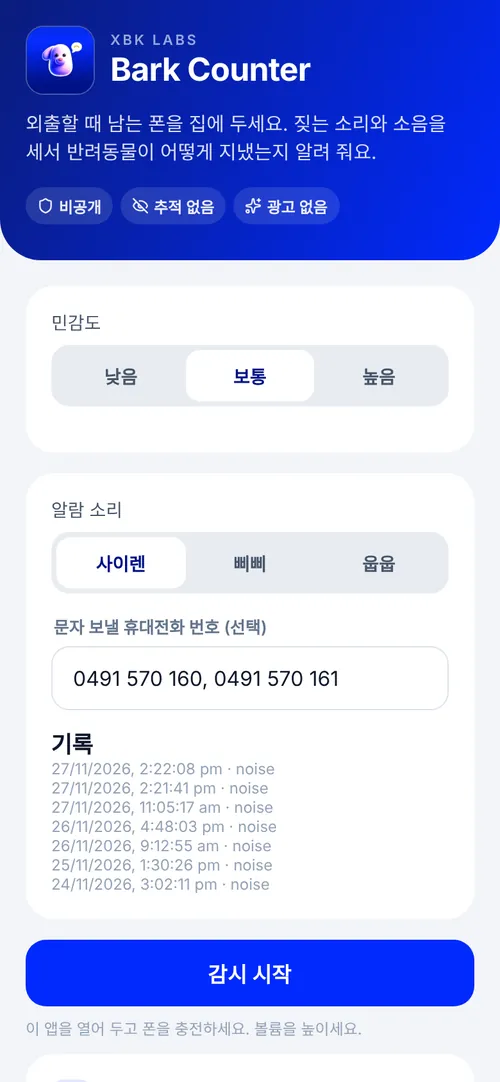 XBK LABS
Bark Counter
외출할 때 남는 폰을 집에 두세요. 짖는 소리와 소음을
세서 반려동물이 어떻게 지냈는지 알려 줘요.
비공개 추적 없음 광고 없음
민감도
낮음 보통 높음
알람 소리
사이렌 삐삐 웁웁
문자 보낼 휴대전화 번호 (선택)
0491 570 160, 0491 570 161
기록
27/11/2026, 2:22:08 pm · noise
27/11/2026, 2:21:41 pm · noise
27/11/2026, 11:05:17 am · noise
26/11/2026, 4:48:03 pm · noise
26/11/2026, 9:12:55 am · noise
25/11/2026, 1:30:26 pm · noise
24/11/2026, 3:02:11 pm · noise
감시 시작
이 앱을 열어 두고 폰을 충전하세요. 볼륨을 높이세요.